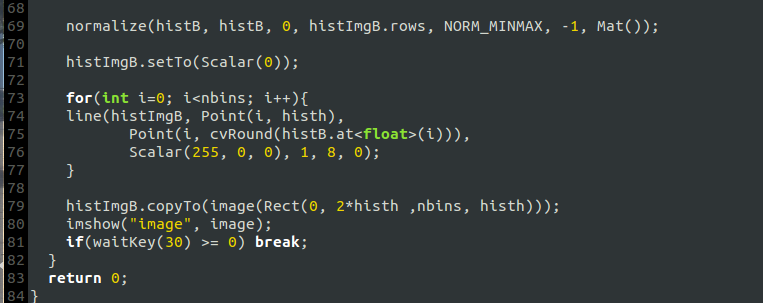 68
69 normalize(histB, histB, 0, histImgB.rows, NORM_MINMAX, -1, Mat());
70
71 histImgB.setTo(Scalar(0));
72
73 for(int i=0; i<nbins; i++){
74 line(histImgB, Point(i, histh),
75 Point(i, cvRound(histB.at<float>(i))),
76 Scalar(255, 0, 0), 1, 8, 0);
77 }
78
79 histImgB.copyTo(image(Rect(0, 2*histh ,nbins, histh)));
80 imshow("image", image);
81 if(waitKey(30) >= 0) break;
82 }
83 return 0;
84 }